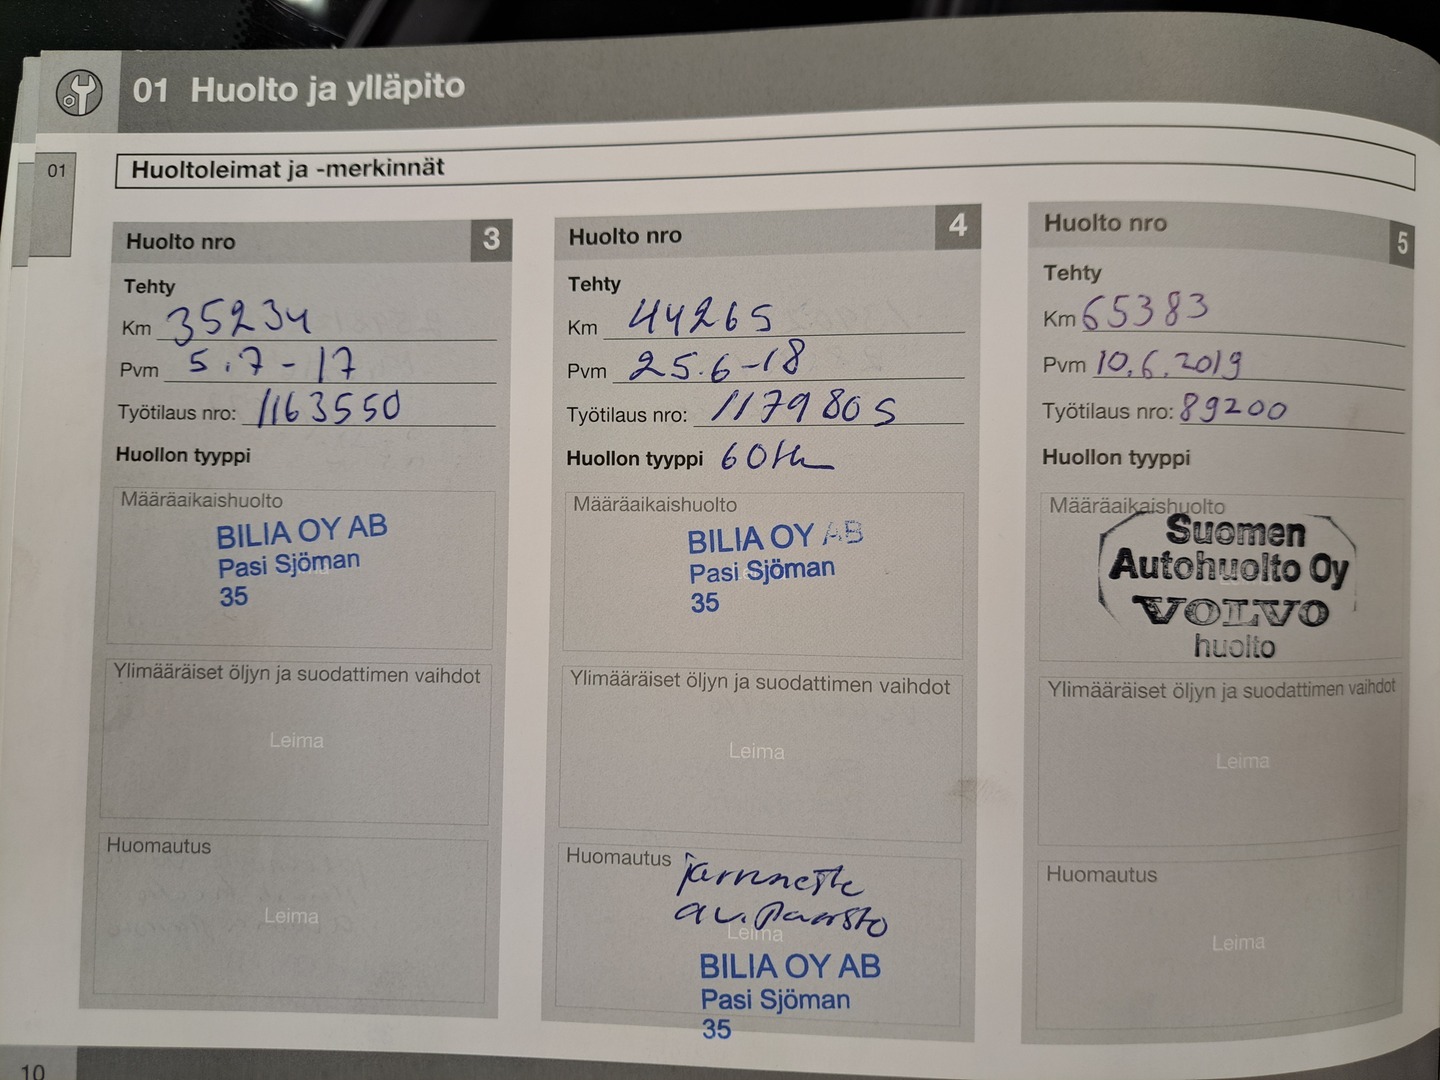 01 Huolto ja ylläpito
01
Huoltoleimat ja -merkinnät
Huolto nro 3
Tehty
Km 35234
Pvm 5.7-17
Työtilaus nro: 1163550
Huollon tyyppi
Määräaikaishuolto
BILIA OY AB
Pasi Sjöman
35
Ylimääräiset öljyn ja suodattimen vaihdot
Leima
Huomautus
Leima
Huolto nro 4
Tehty
Km 44265
Pvm 25.6-18
Työtilaus nro: 1179805
Huollon tyyppi
Määräaikaishuolto
BILIA OY AB
Pasi Sjöman
35
Ylimääräiset öljyn ja suodattimen vaihdot
Leima
Huomautus jarruneste
Leima
BILIA OY AB
Pasi Sjöman
35
Huolto nro 5
Tehty
Km 65383
Pvm 10.6.2019
Työtilaus nro: 89200
Huollon tyyppi
Määräaikaishuolto
Suomen
Autohuolto Oy
VOLVO
huolto
Ylimääräiset öljyn ja suodattimen vaihdot
Leima
Huomautus
Leima
10